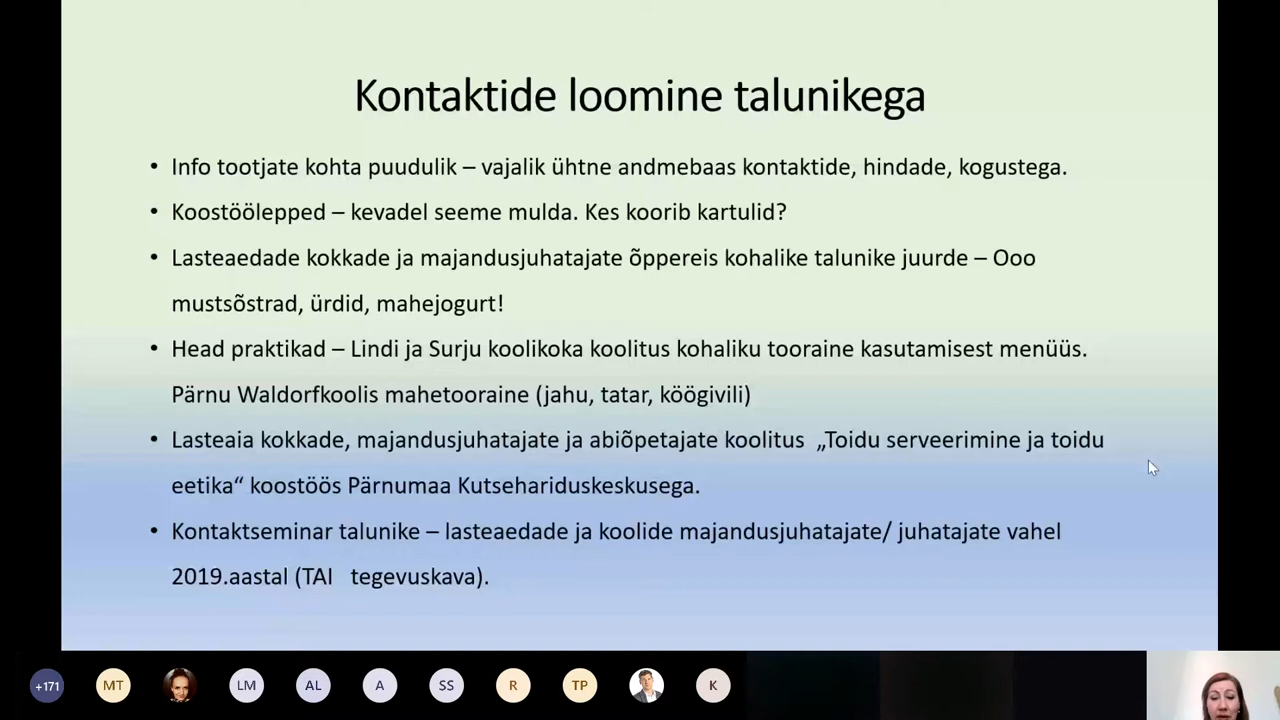 Kontaktide loomine talunikega
• Info tootjate kohta puudulik – vajalik ühtne andmebaas kontaktide, hindade, kogustega.
• Koostöölepped – kevadel seeme mulda. Kes koorib kartulid?
• Lasteaedade kokkade ja majandusjuhatajate õppereis kohalike talunike juurde – Ooo
mustsõstrad, ürdid, mahejogurt!
• Head praktikad – Lindi ja Surju koolikoka koolitus kohaliku tooraine kasutamisest menüüs.
Pärnu Waldorfkoolis mahetooraine (jahu, tatar, köögivili)
• Lasteaia kokkade, majandusjuhatajate ja abiõpetajate koolitus „Toidu serveerimine ja toidu
eetika“ koostöös Pärnumaa Kutsehariduskeskusega.
• Kontaktseminar talunike – lasteaedade ja koolide majandusjuhatajate/ juhatajate vahel
2019.aastal (TAI tegevuskava).
+171 MT LM AL A SS R TP K